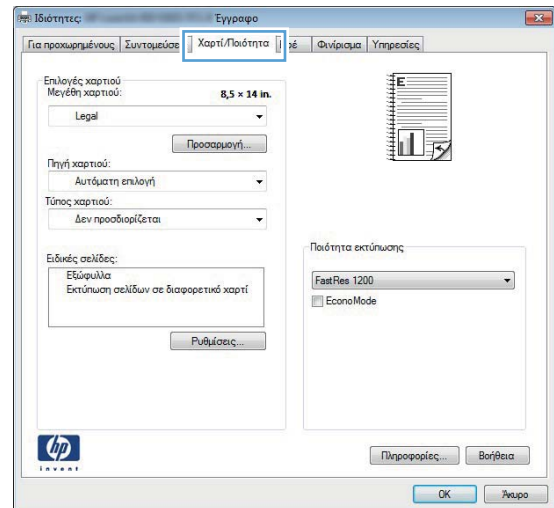 Ιδιότητες: Έγγραφο
Για προχωρημένους Συντομεύσε Χαρτί/Ποιότητα έ Φινίρισμα Υπηρεσίες
Επιλογές χαρτιού
Μεγέθη χαρτιού: 8,5 × 14 in.
Legal
Προσαρμογή...
Πηγή χαρτιού:
Αυτόματη επιλογή
Τύπος χαρτιού:
Δεν προσδιορίζεται
Ειδικές σελίδες:
Εξώφυλλα
Εκτύπωση σελίδων σε διαφορετικό χαρτί
Ρυθμίσεις...
E
Ποιότητα εκτύπωσης
FastRes 1200
EconoMode
hp
invent
Πληροφορίες... Βοήθεια
OK Άκυρο